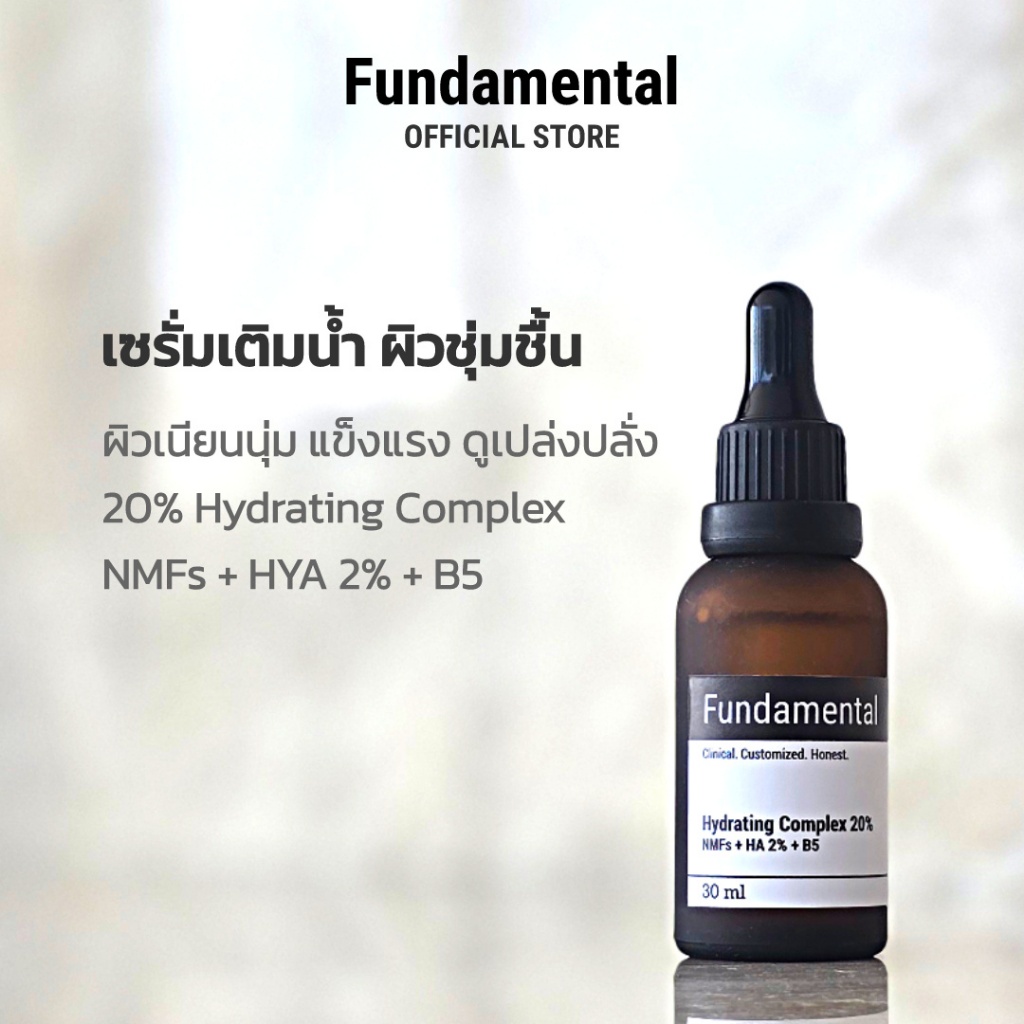 Fundamental
OFFICIAL STORE
เซรั่มเติมน้ำ ผิวชุ่มชื้น
ผิวเนียนนุ่ม แข็งแรง ดูเปล่งปลั่ง
20% Hydrating Complex
NMFs + HYA 2% + B5
Fundamental
Clinical. Customized. Honest.
Hydrating Complex 20%
NMFs + HA 2% + B5
30 ml